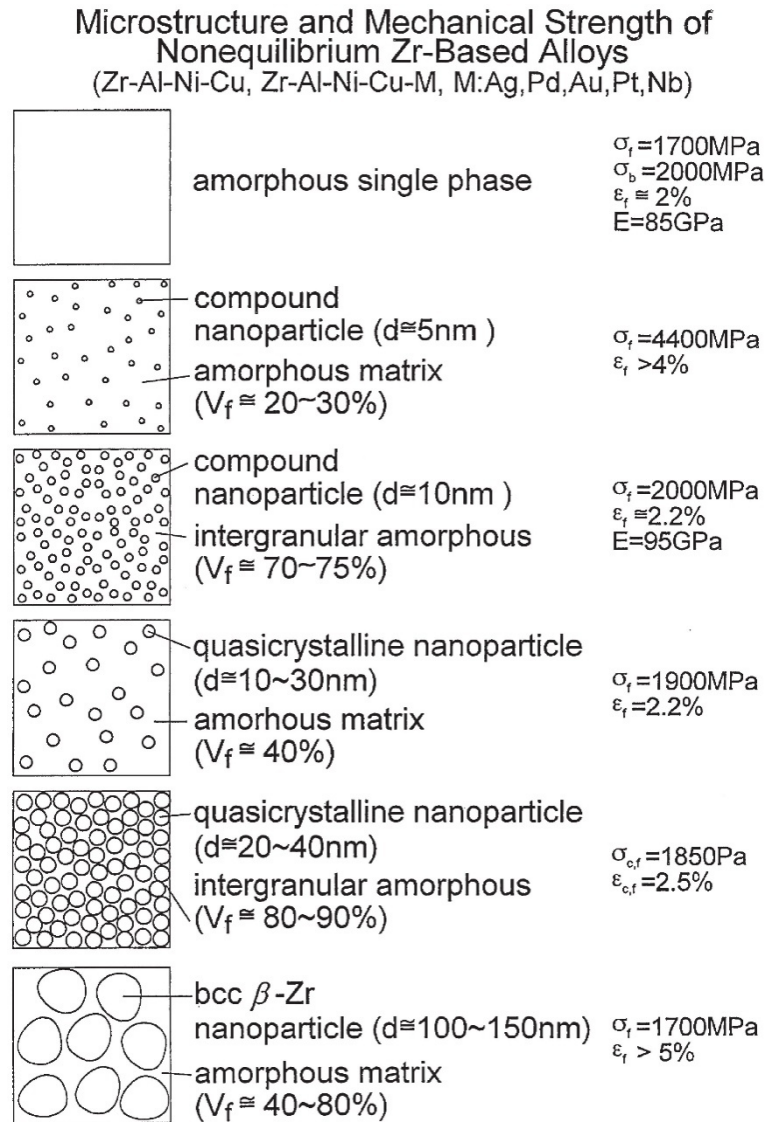 Microstructure and Mechanical Strength of
Nonequilibrium Zr-Based Alloys
(Zr-Al-Ni-Cu, Zr-Al-Ni-Cu-M, M:Ag,Pd,Au,Pt,Nb)
amorphous single phase
σf=1700MPa
σb=2000MPa
εf≅2%
E=85GPa
compound
nanoparticle (d≅5nm )
amorphous matrix
(Vf≅ 20~30%)
σf=4400MPa
εf >4%
compound
nanoparticle (d≅10nm )
intergranular amorphous
(Vf≅ 70~75%)
σf=2000MPa
εf≅2.2%
E=95GPa
quasicrystalline nanoparticle
(d≅10~30nm)
amorhous matrix
(Vf≅ 40%)
σf=1900MPa
εf=2.2%
quasicrystalline nanoparticle
(d≅20~40nm)
intergranular amorphous
(Vf≅ 80~90%)
σc,f=1850Pa
εc,f=2.5%
bcc β-Zr
nanoparticle (d≅100~150nm)
amorphous matrix
(Vf≅ 40~80%)
σf=1700MPa
εf > 5%